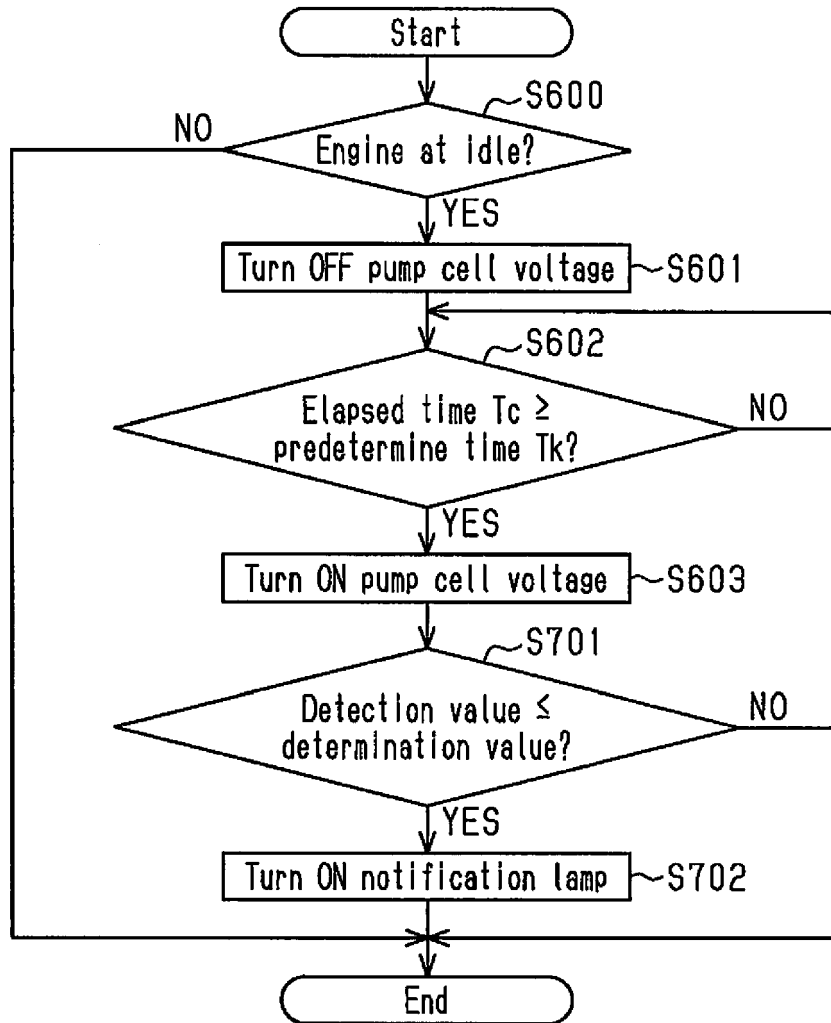 Start
S600
NO
Engine at idle?
YES
Turn OFF pump cell voltage
S601
S602
Elapsed time Tc ≥
predetermine time Tk?
NO
YES
Turn ON pump cell voltage
S603
S701
Detection value ≤
determination value?
NO
YES
Turn ON notification lamp
S702
End